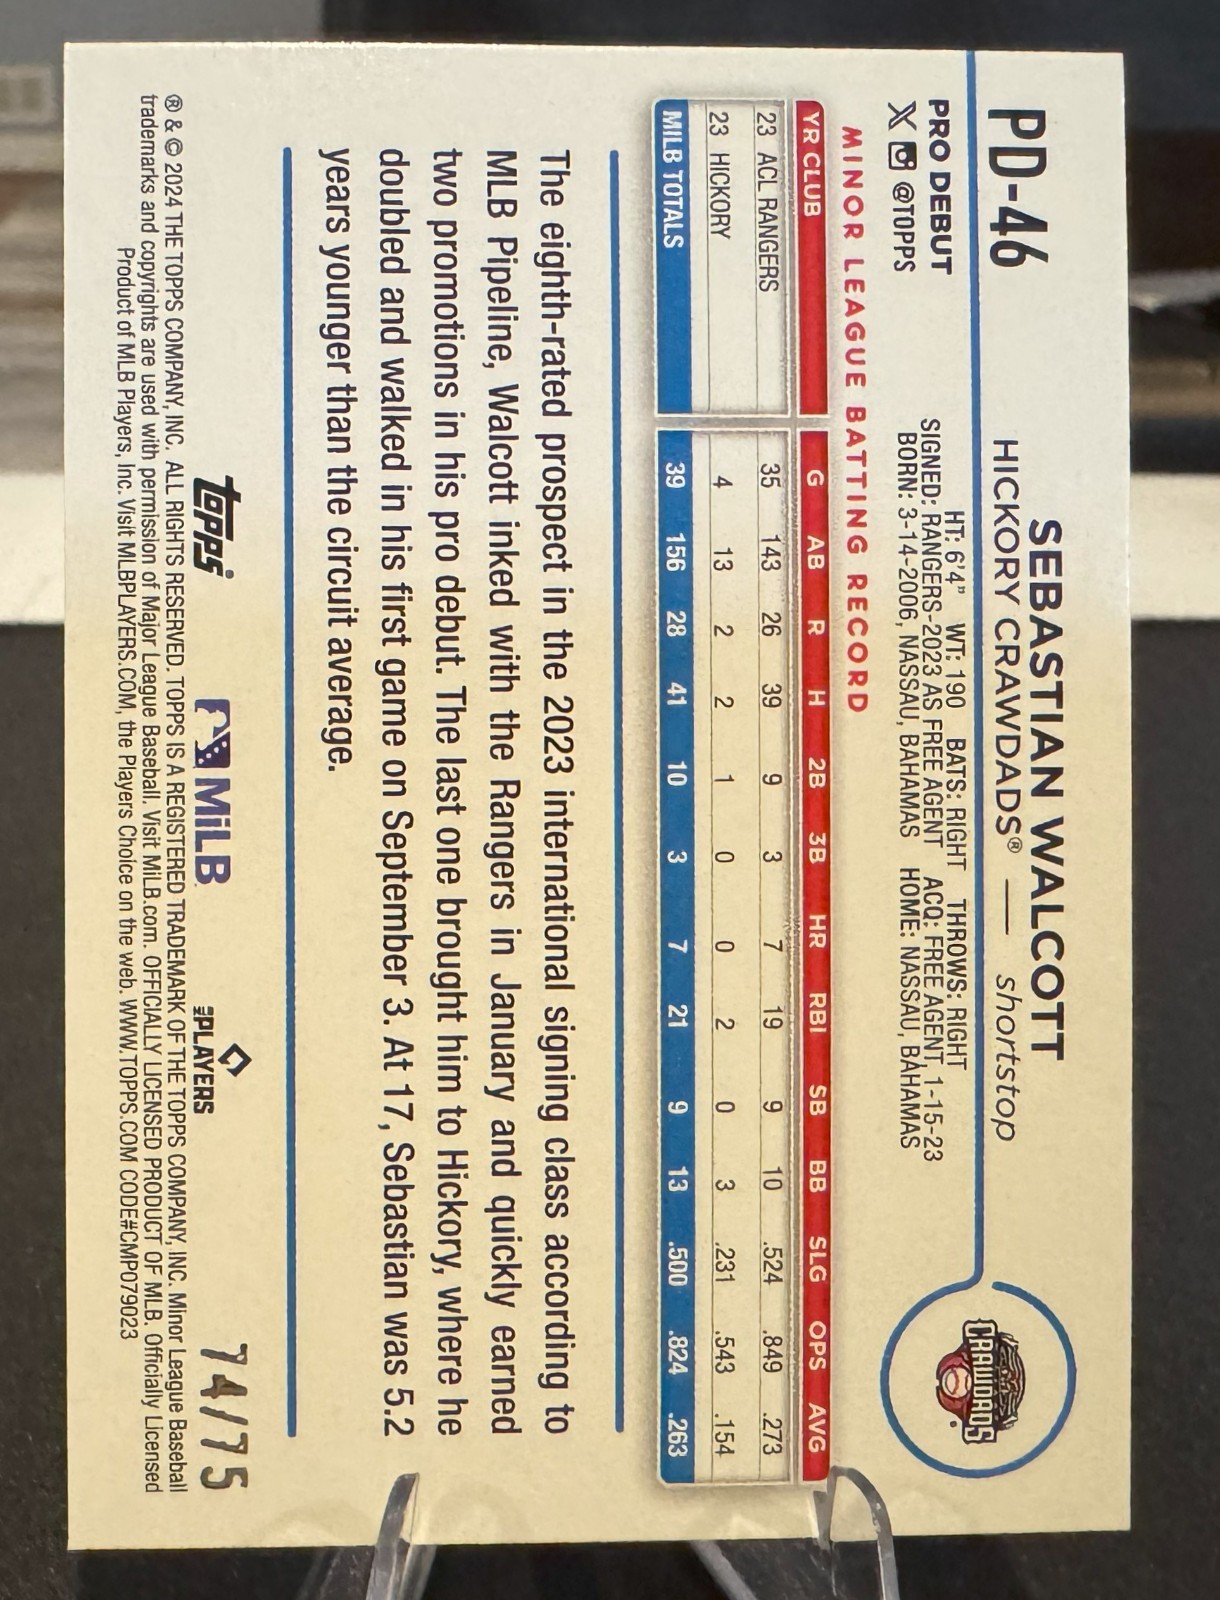 PD-46
SEBASTIAN WALCOTT
HICKORY CRAWDADS® — shortstop
PRO DEBUT
@TOPPS
HT: 6'4" WT: 190 BATS: RIGHT THROWS: RIGHT
SIGNED: RANGERS-2023 AS FREE AGENT ACQ: FREE AGENT, 1-15-23
BORN: 3-14-2006, NASSAU, BAHAMAS HOME: NASSAU, BAHAMAS
CRAWDADS
MINOR LEAGUE BATTING RECORD
YR CLUB G AB R H 2B 3B HR RBI SB BB SLG OPS AVG
23 ACL RANGERS 35 143 26 39 9 3 7 19 9 10 .524 .849 .273
23 HICKORY 4 13 2 2 1 0 0 2 0 3 .231 .543 .154
MILB TOTALS 39 156 28 41 10 3 7 21 9 13 .500 .824 .263
The eighth-rated prospect in the 2023 international signing class according to
MLB Pipeline, Walcott inked with the Rangers in January and quickly earned
two promotions in his pro debut. The last one brought him to Hickory, where he
doubled and walked in his first game on September 3. At 17, Sebastian was 5.2
years younger than the circuit average.
topps MiLB MLB PLAYERS 74/75
® & © 2024 THE TOPPS COMPANY, INC. ALL RIGHTS RESERVED. TOPPS IS A REGISTERED TRADEMARK OF THE TOPPS COMPANY, INC. Minor League Baseball
trademarks and copyrights are used with permission of Major League Baseball. Visit MiLB.com. OFFICIALLY LICENSED PRODUCT OF MLB. Officially Licensed
Product of MLB Players, Inc. Visit MLBPLAYERS.COM, the Players Choice on the web. WWW.TOPPS.COM CODE#CMP079023